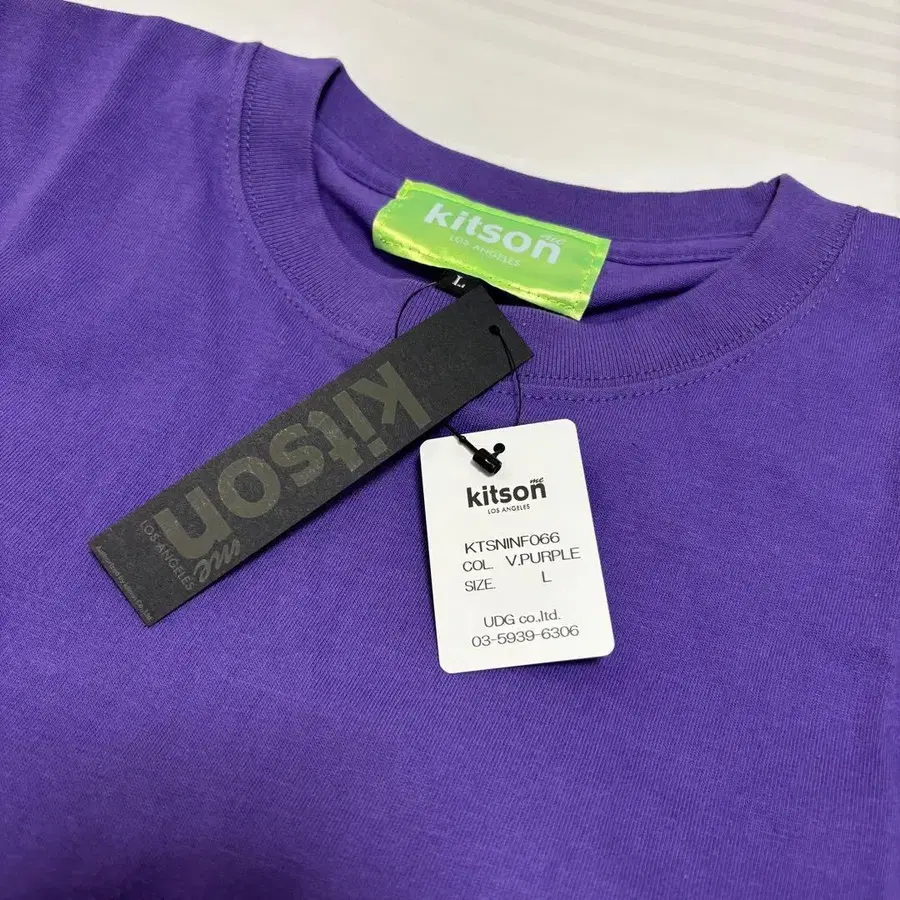 kitson me
LOS ANGELES
L
kitson me
LOS ANGELES
kitson me
LOS ANGELES
KTSNINF066
COL. V.PURPLE
SIZE. L
UDG co.,ltd.
03-5939-6306